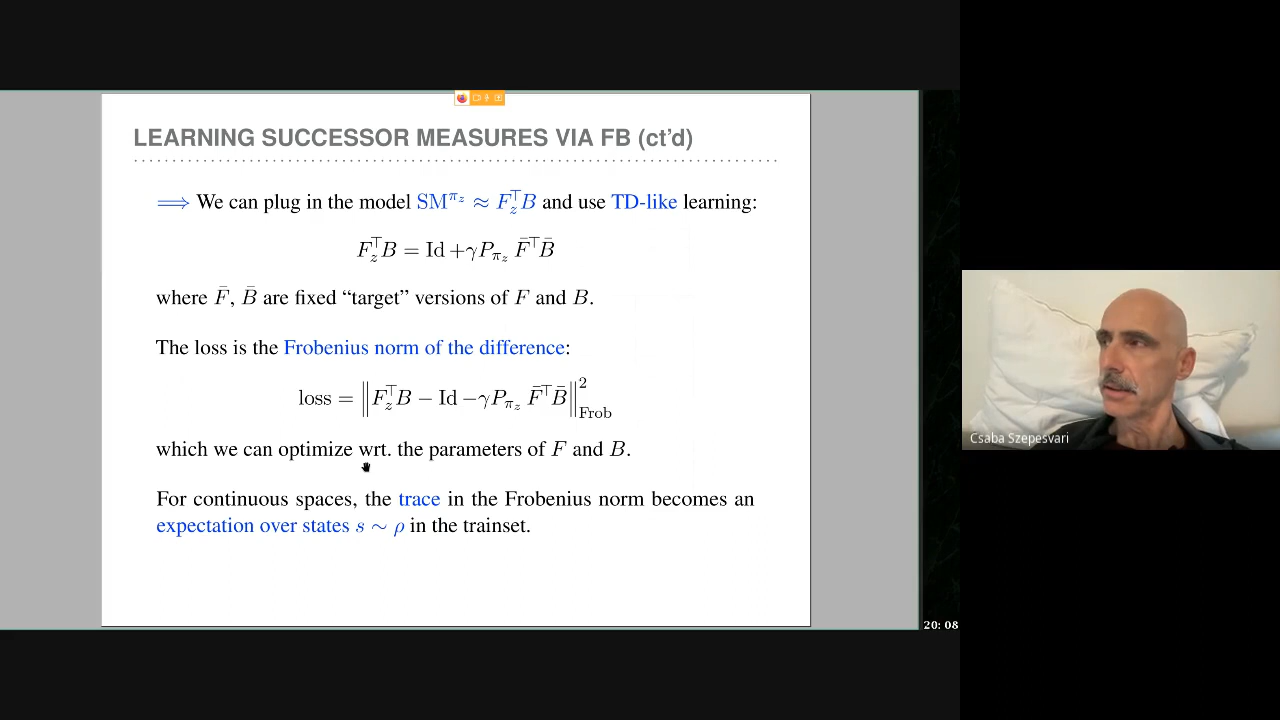 LEARNING SUCCESSOR MEASURES VIA FB (ct'd)
⟹ We can plug in the model SM^{π_z} ≈ F_z^⊤B and use TD-like learning:
F_z^⊤B = Id +γP_{π_z} F̄^⊤B̄
where F̄, B̄ are fixed “target” versions of F and B.
The loss is the Frobenius norm of the difference:
loss = ‖F_z^⊤B − Id −γP_{π_z} F̄^⊤B̄‖²_Frob
which we can optimize wrt. the parameters of F and B.
For continuous spaces, the trace in the Frobenius norm becomes an
expectation over states s ∼ ρ in the trainset.
Csaba Szepesvari
20: 08